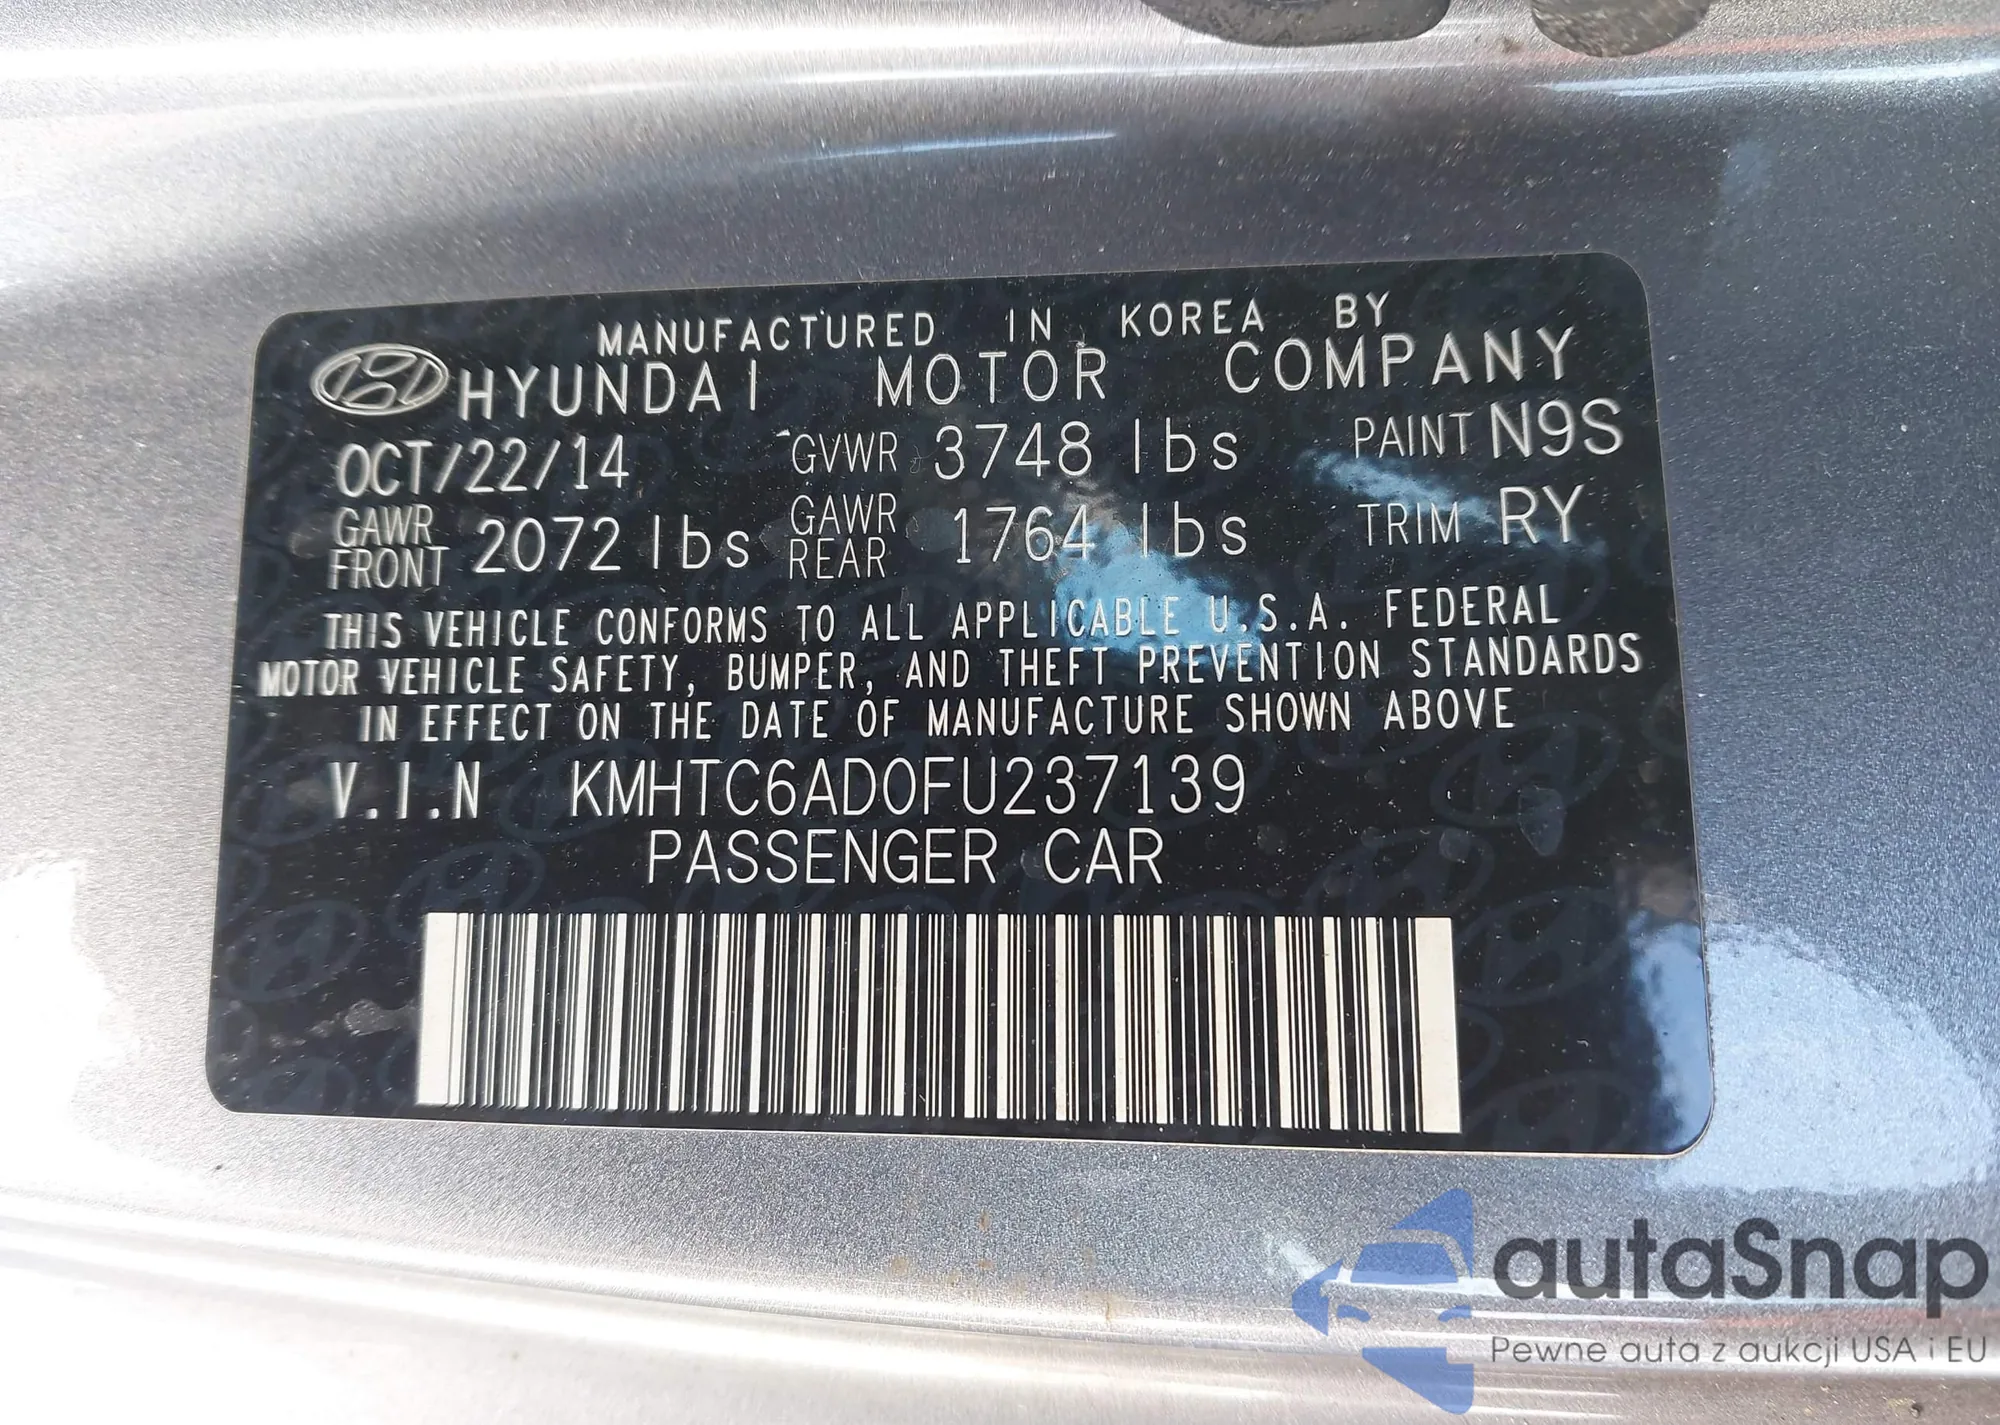 MANUFACTURED IN KOREA BY
HYUNDAI MOTOR COMPANY
OCT/22/14 GVWR 3748 lbs PAINT N9S
GAWR FRONT 2072 lbs GAWR REAR 1764 lbs TRIM RY
THIS VEHICLE CONFORMS TO ALL APPLICABLE U.S.A. FEDERAL
MOTOR VEHICLE SAFETY, BUMPER, AND THEFT PREVENTION STANDARDS
IN EFFECT ON THE DATE OF MANUFACTURE SHOWN ABOVE
V.I.N KMHTC6AD0FU237139
PASSENGER CAR
autaSnap
Pewne auta z aukcji USA i EU